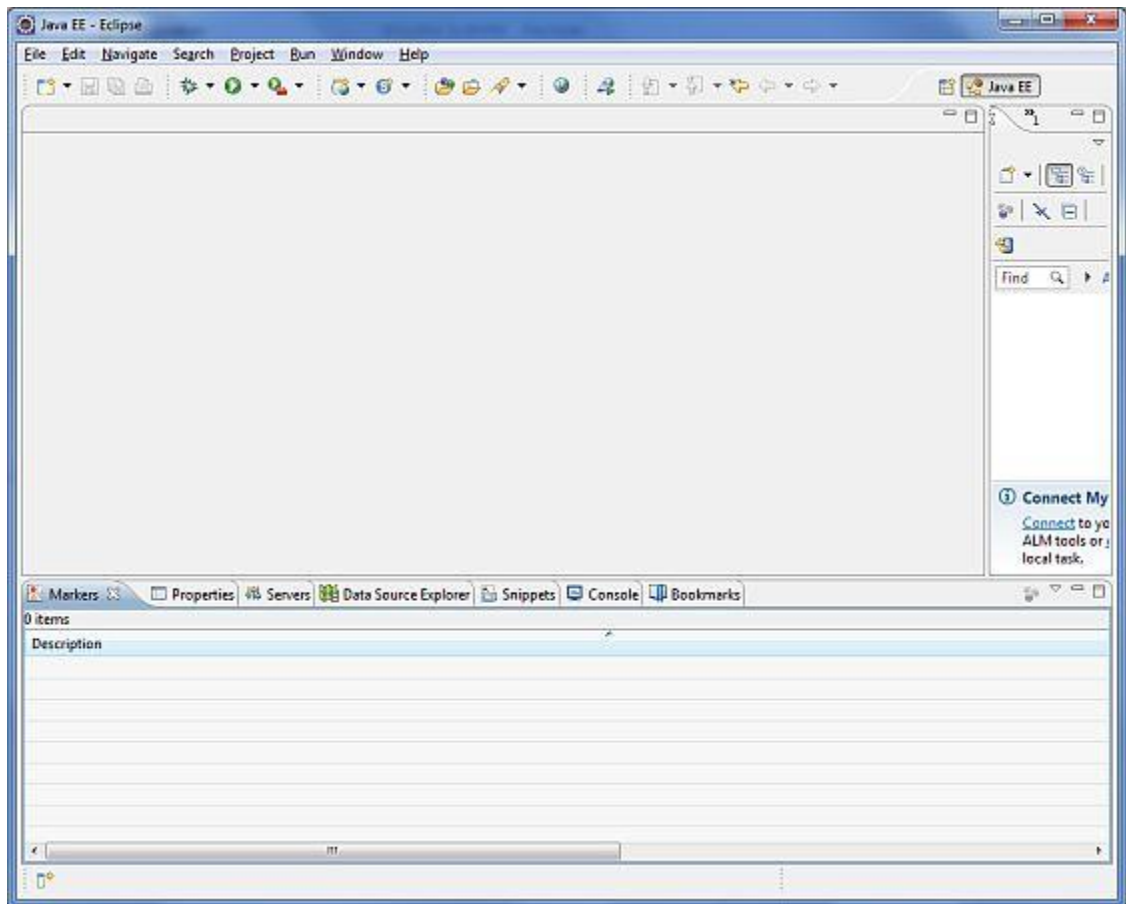 Java EE - Eclipse
File Edit Navigate Search Project Run Window Help
Java EE
»1
Find
Connect My
Connect to yo
ALM tools or
local task.
Markers Properties Servers Data Source Explorer Snippets Console Bookmarks
0 items
Description